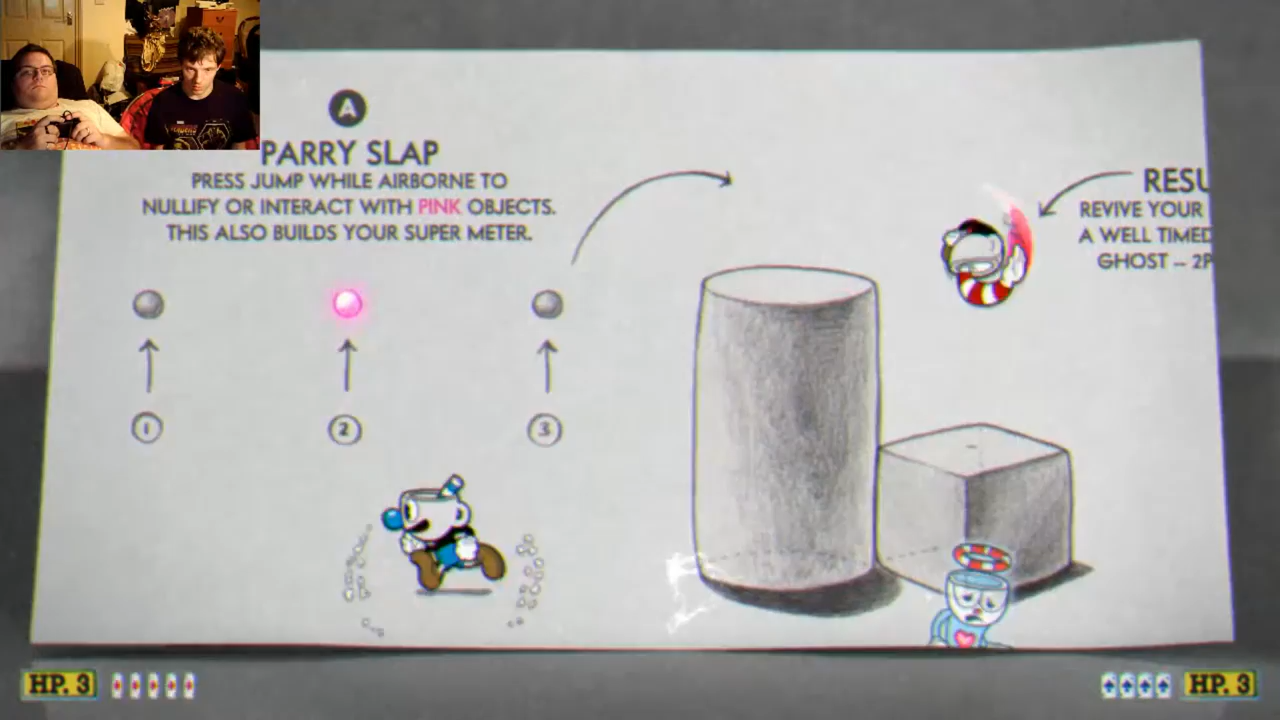 A
PARRY SLAP
PRESS JUMP WHILE AIRBORNE TO
NULLIFY OR INTERACT WITH PINK OBJECTS.
THIS ALSO BUILDS YOUR SUPER METER.
1
2
3
RESU
REVIVE YOUR
A WELL TIMED
GHOST – 2P
HP. 3
HP. 3